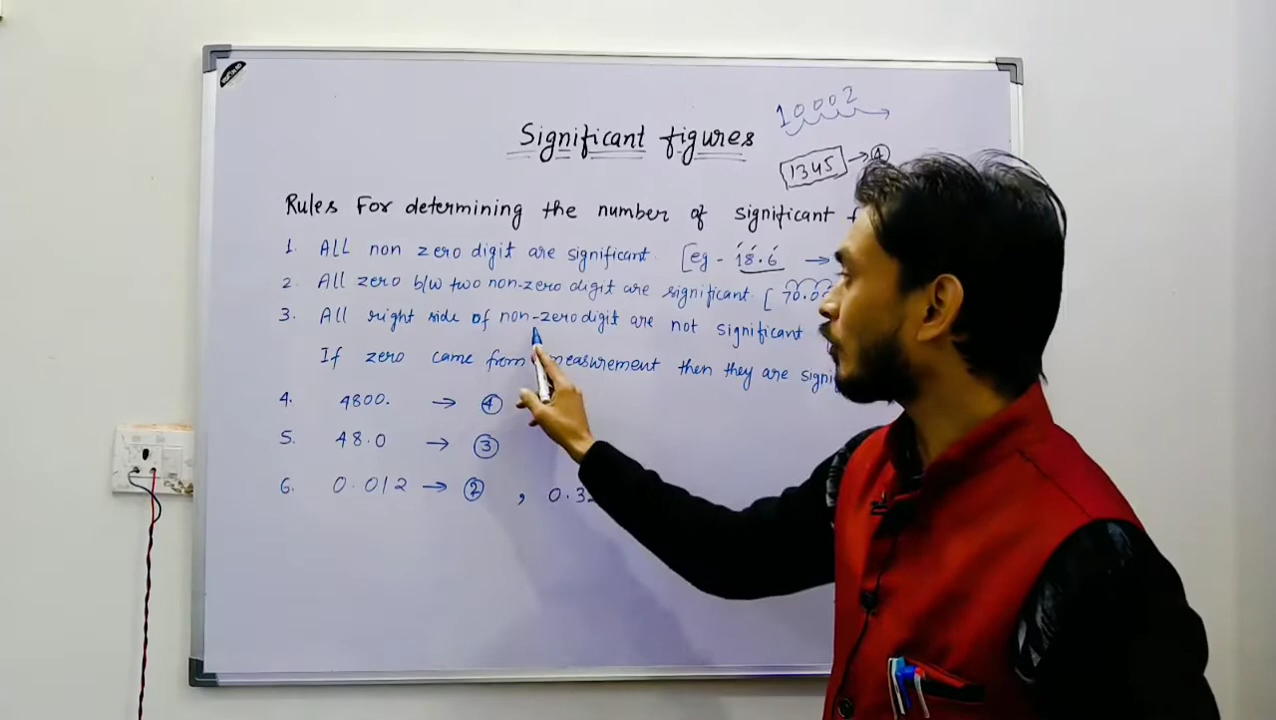 10002
Significant figures
1345 → 4
Rules For determining the number of significant f
1. ALL non zero digit are significant. [eg - 18.6 →
2. All zero b/w two non-zero digit are significant. [ 70.0
3. All right side of non-zero digit are not significant
If zero came from measurement then they are signi
4. 4800. → 4
5. 48.0 → 3
6. 0.012 → 2 , 0.32